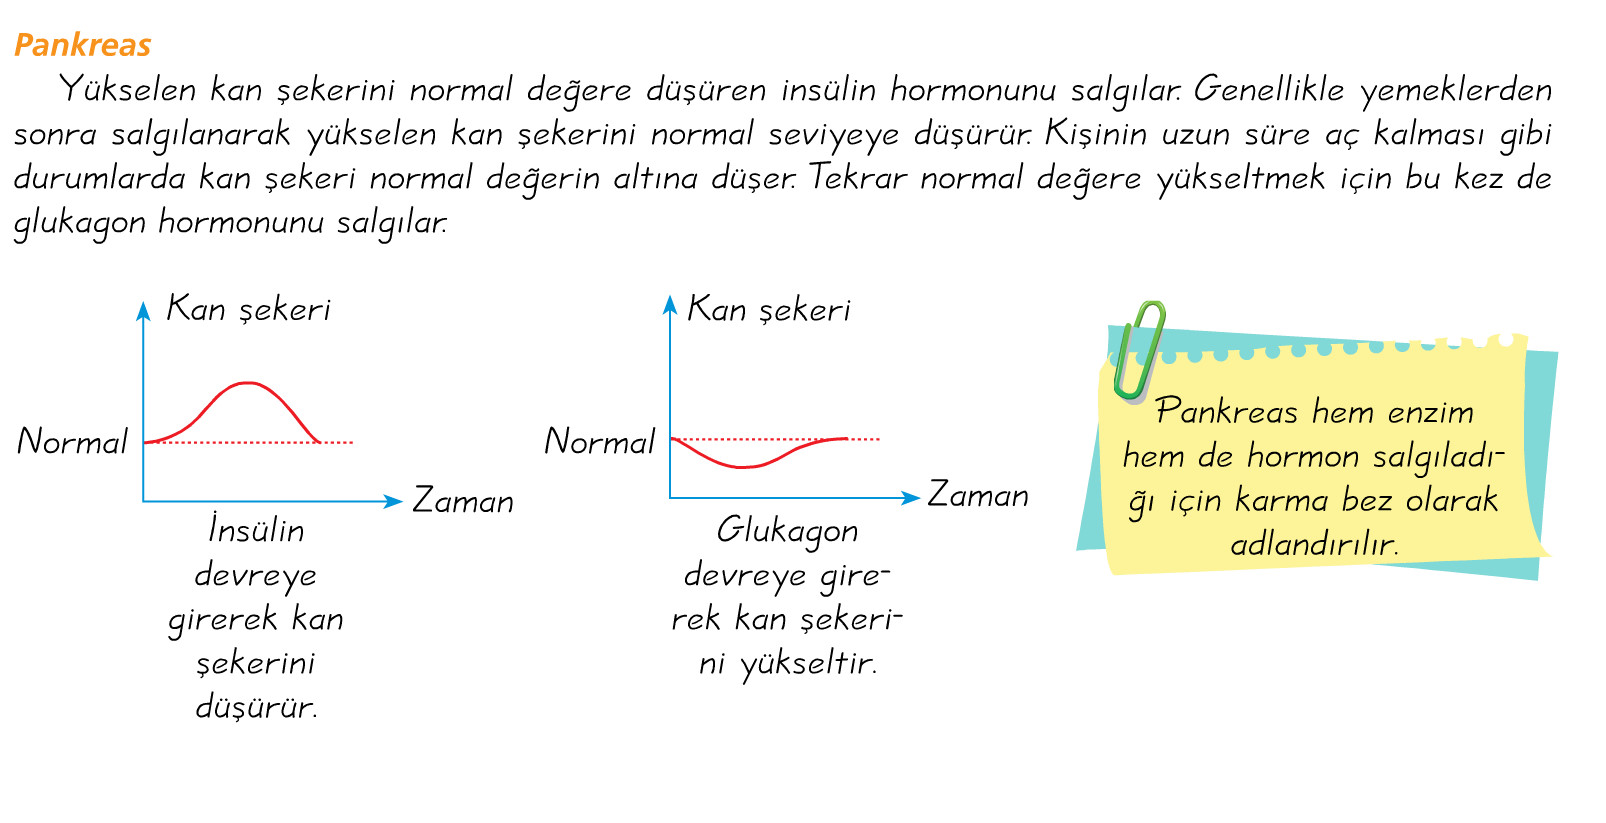 Pankreas
Yükselen kan şekerini normal değere düşüren insülin hormonunu salgılar. Genellikle yemeklerden
sonra salgılanarak yükselen kan şekerini normal seviyeye düşürür. Kişinin uzun süre aç kalması gibi
durumlarda kan şekeri normal değerin altına düşer. Tekrar normal değere yükseltmek için bu kez de
glukagon hormonunu salgılar.
Kan şekeri
Normal
Zaman
İnsülin
devreye
girerek kan
şekerini
düşürür.
Kan şekeri
Normal
Zaman
Glukagon
devreye gire-
rek kan şekeri-
ni yükseltir.
Pankreas hem enzim
hem de hormon salgıladı-
ğı için karma bez olarak
adlandırılır.